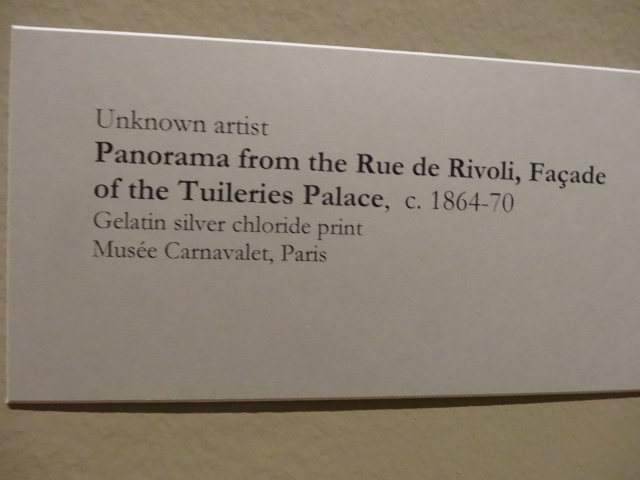 Unknown artist
Panorama from the Rue de Rivoli, Façade
of the Tuileries Palace, c. 1864-70
Gelatin silver chloride print
Musée Carnavalet, Paris